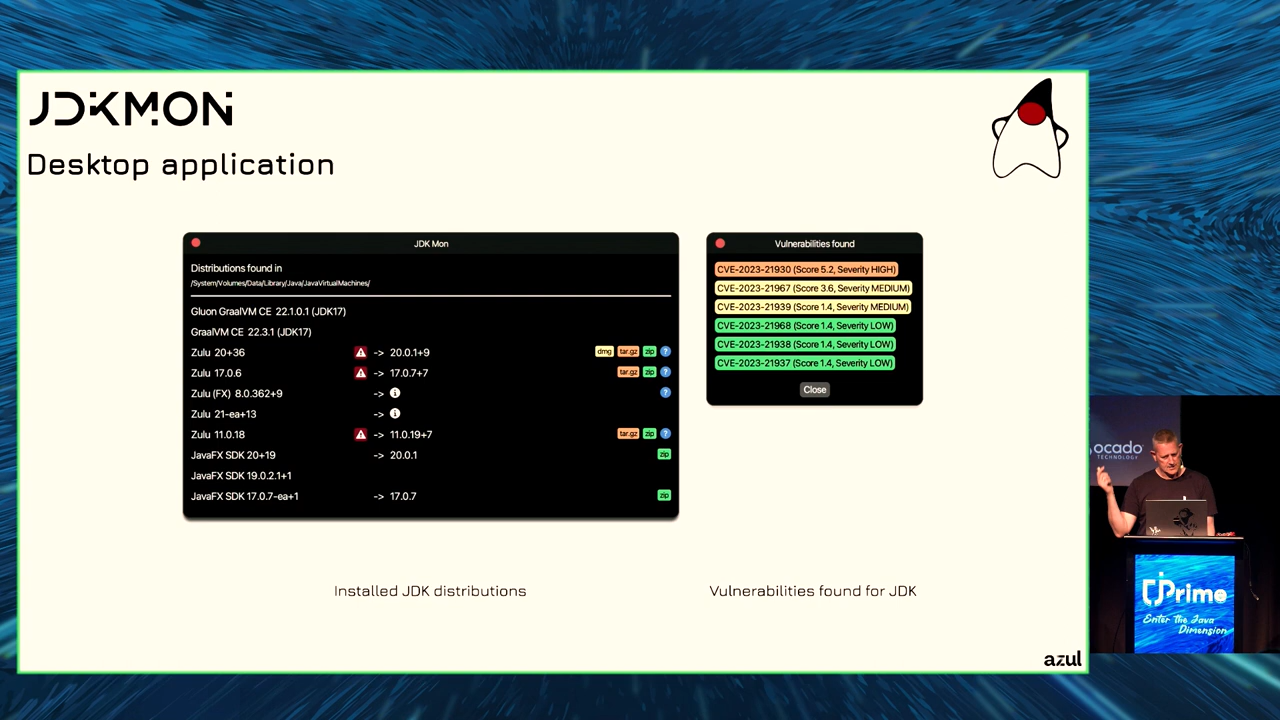 JDKMON
Desktop application
JDK Mon
Distributions found in
/System/Volumes/Data/Library/Java/JavaVirtualMachines/
Gluon GraalVM CE 22.1.0.1 (JDK17)
GraalVM CE 22.3.1 (JDK17)
Zulu 20+36 -> 20.0.1+9 dmg tar.gz zip ?
Zulu 17.0.6 -> 17.0.7+7 tar.gz zip ?
Zulu (FX) 8.0.362+9 -> i ?
Zulu 21-ea+13 -> i
Zulu 11.0.18 -> 11.0.19+7 tar.gz zip ?
JavaFX SDK 20+19 -> 20.0.1 zip
JavaFX SDK 19.0.2.1+1
JavaFX SDK 17.0.7-ea+1 -> 17.0.7 zip
Vulnerabilities found
CVE-2023-21930 (Score 5.2, Severity HIGH)
CVE-2023-21967 (Score 3.6, Severity MEDIUM)
CVE-2023-21939 (Score 1.4, Severity MEDIUM)
CVE-2023-21968 (Score 1.4, Severity LOW)
CVE-2023-21938 (Score 1.4, Severity LOW)
CVE-2023-21937 (Score 1.4, Severity LOW)
Close
Installed JDK distributions
Vulnerabilities found for JDK
azul
ocado
TECHNOLOGY
jPrime
Enter The Java
Dimension